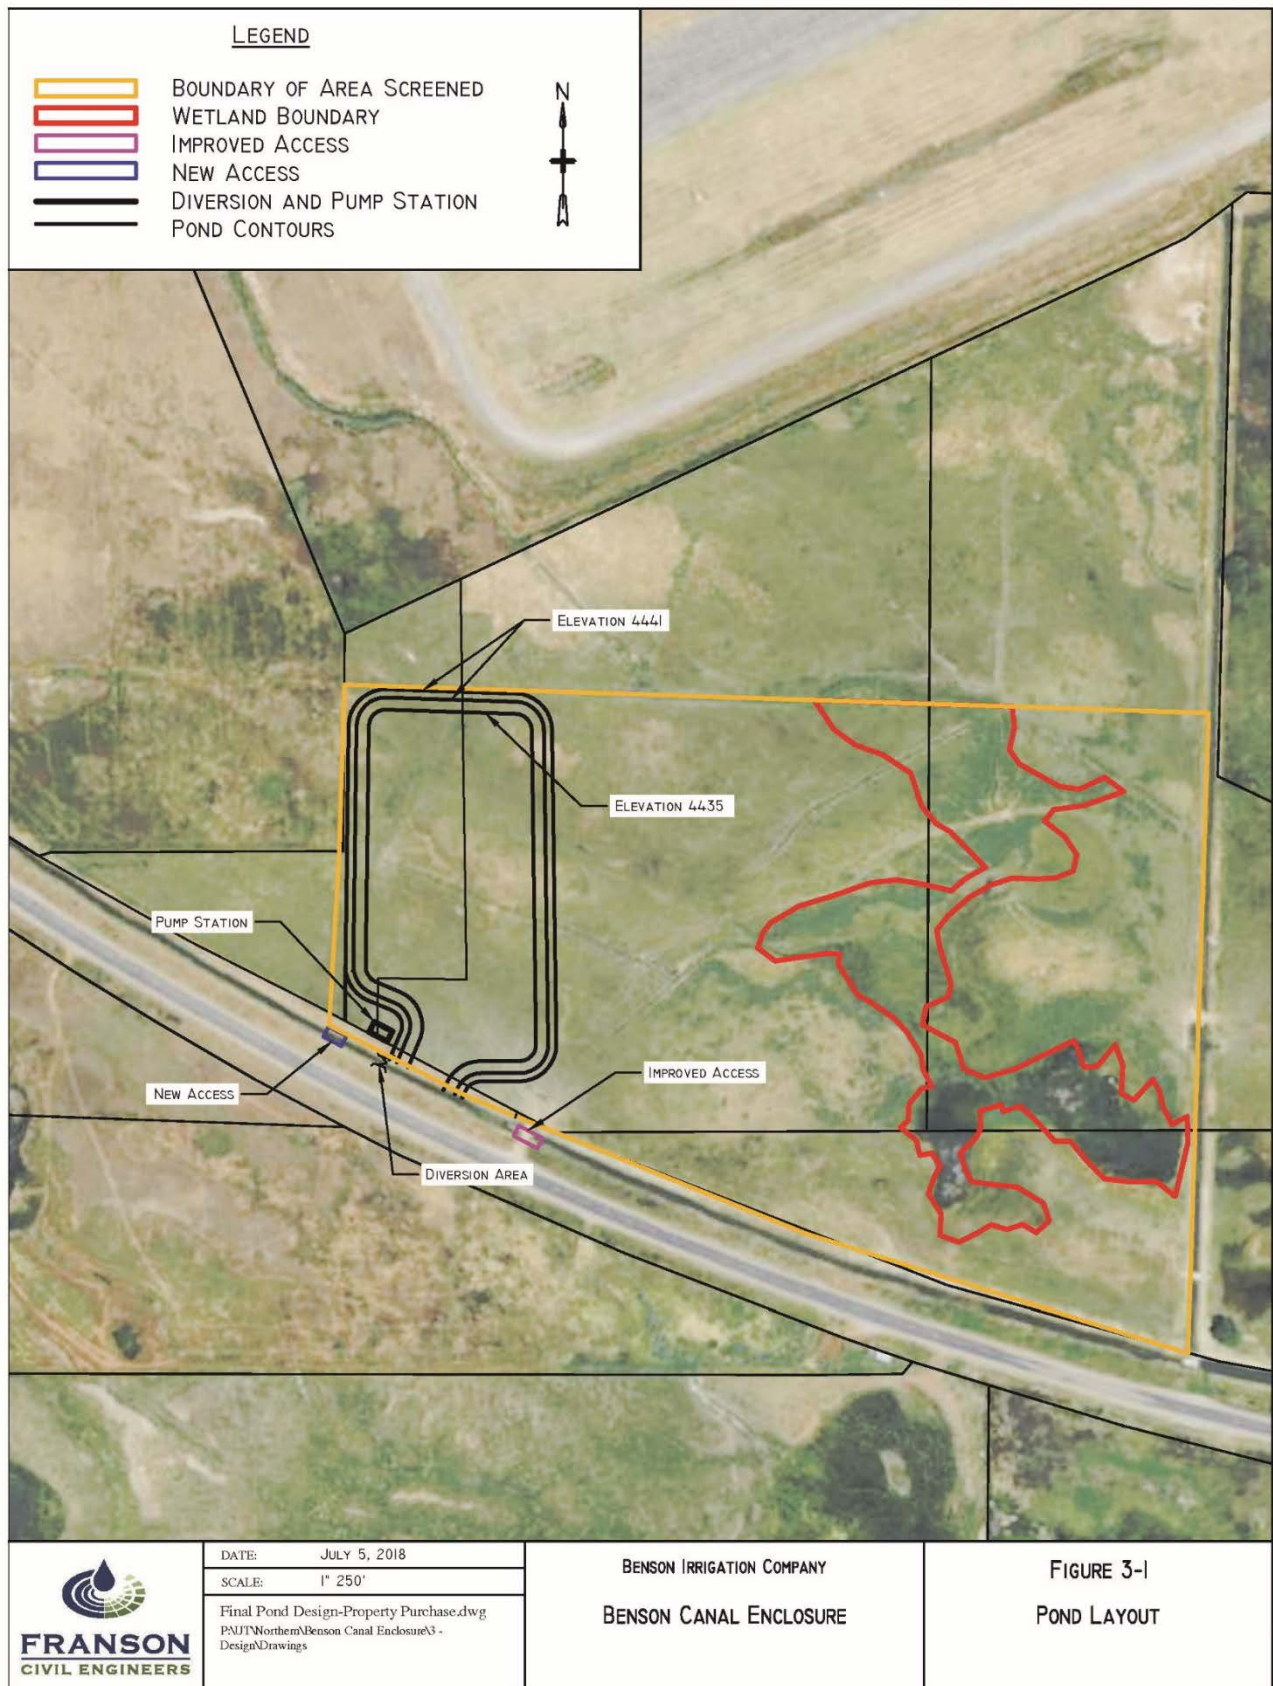 LEGEND
BOUNDARY OF AREA SCREENED
WETLAND BOUNDARY
IMPROVED ACCESS
NEW ACCESS
DIVERSION AND PUMP STATION
POND CONTOURS
N
ELEVATION 4441
ELEVATION 4435
PUMP STATION
NEW ACCESS
IMPROVED ACCESS
DIVERSION AREA
FRANSON
CIVIL ENGINEERS
DATE: JULY 5, 2018
SCALE: 1" 250'
Final Pond Design-Property Purchase.dwg
P:\UT\Northern\Benson Canal Enclosure\3 -
Design\Drawings
BENSON IRRIGATION COMPANY
BENSON CANAL ENCLOSURE
FIGURE 3-1
POND LAYOUT